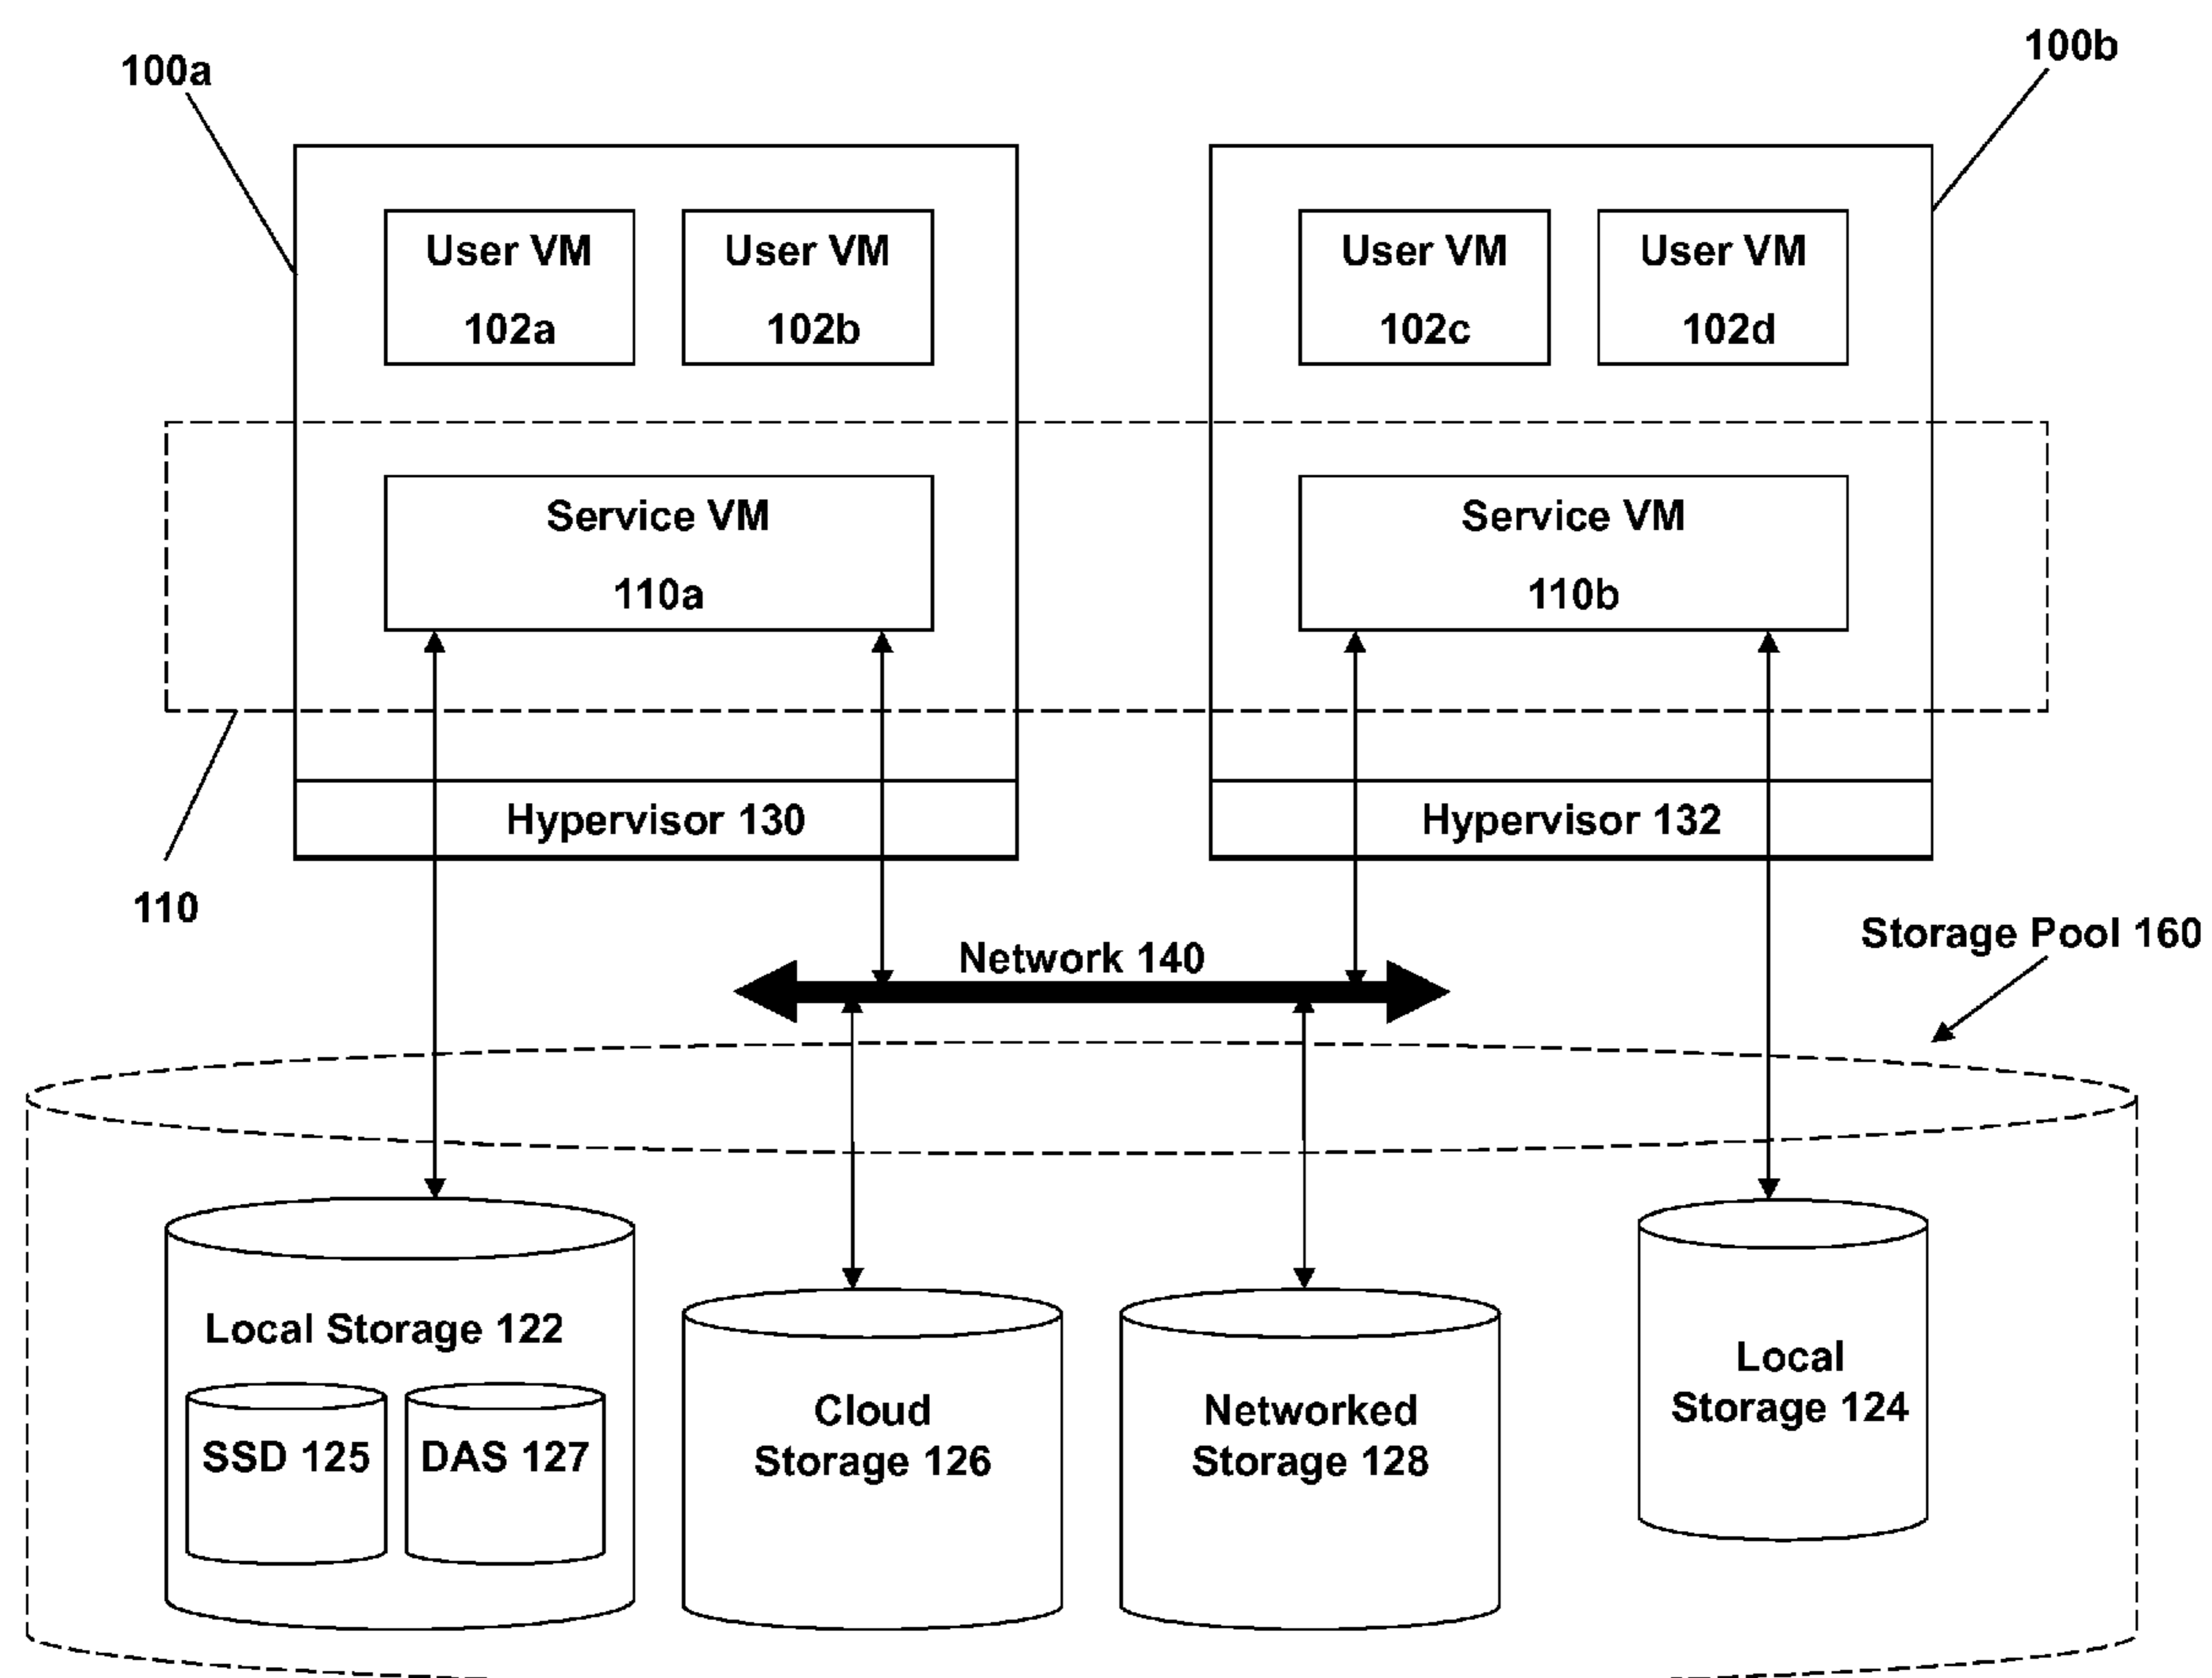 100a
100b
User VM
102a
User VM
102b
User VM
102c
User VM
102d
Service VM
110a
Service VM
110b
Hypervisor 130
Hypervisor 132
110
Network 140
Storage Pool 160
Local Storage 122
SSD 125
DAS 127
Cloud
Storage 126
Networked
Storage 128
Local
Storage 124